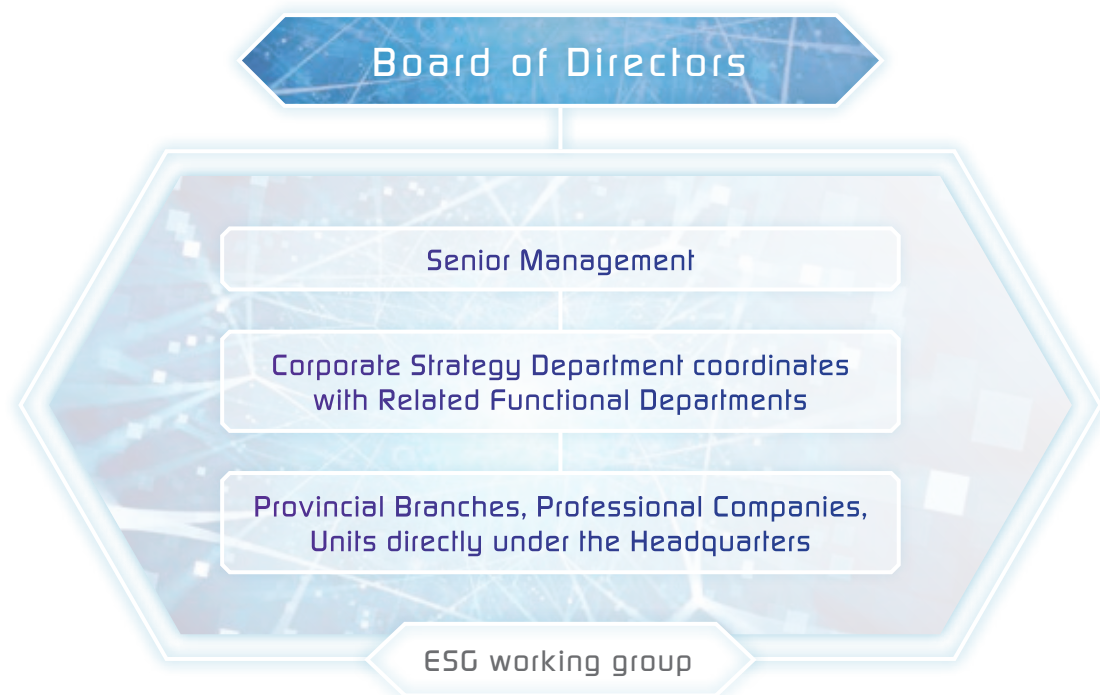 Board of Directors
Senior Management
Corporate Strategy Department coordinates
with Related Functional Departments
Provincial Branches, Professional Companies,
Units directly under the Headquarters
ESG working group